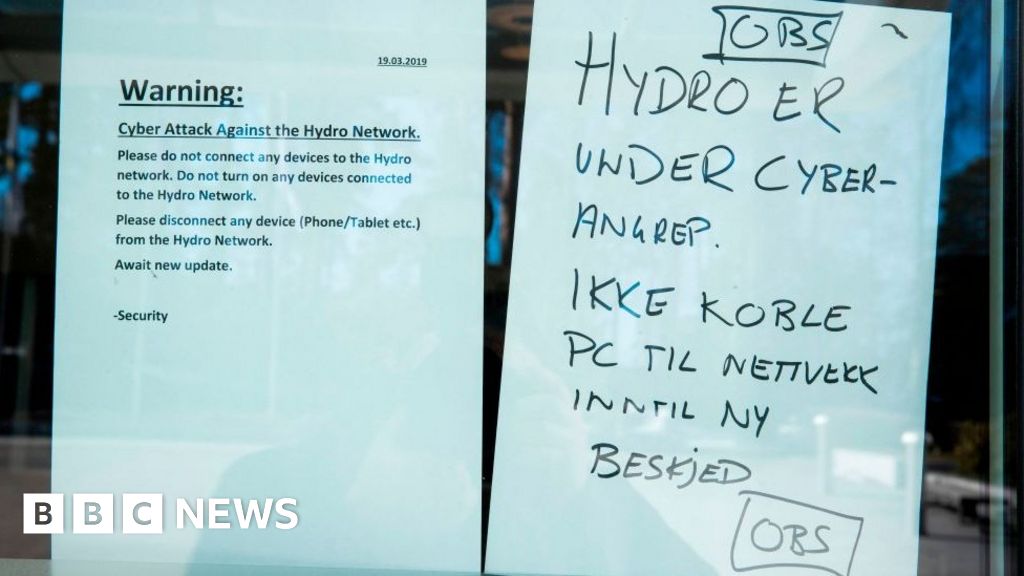 19.03.2019
Warning:
Cyber Attack Against the Hydro Network.
Please do not connect any devices to the Hydro
network. Do not turn on any devices connected
to the Hydro Network.
Please disconnect any device (Phone/Tablet etc.)
from the Hydro Network.
Await new update.
-Security
OBS
HYDRO ER
UNDER CYBER-
ANGREP.
IKKE KOBLE
PC TIL NETTVERK
INNTIL NY
BESKJED
OBS
BBC NEWS